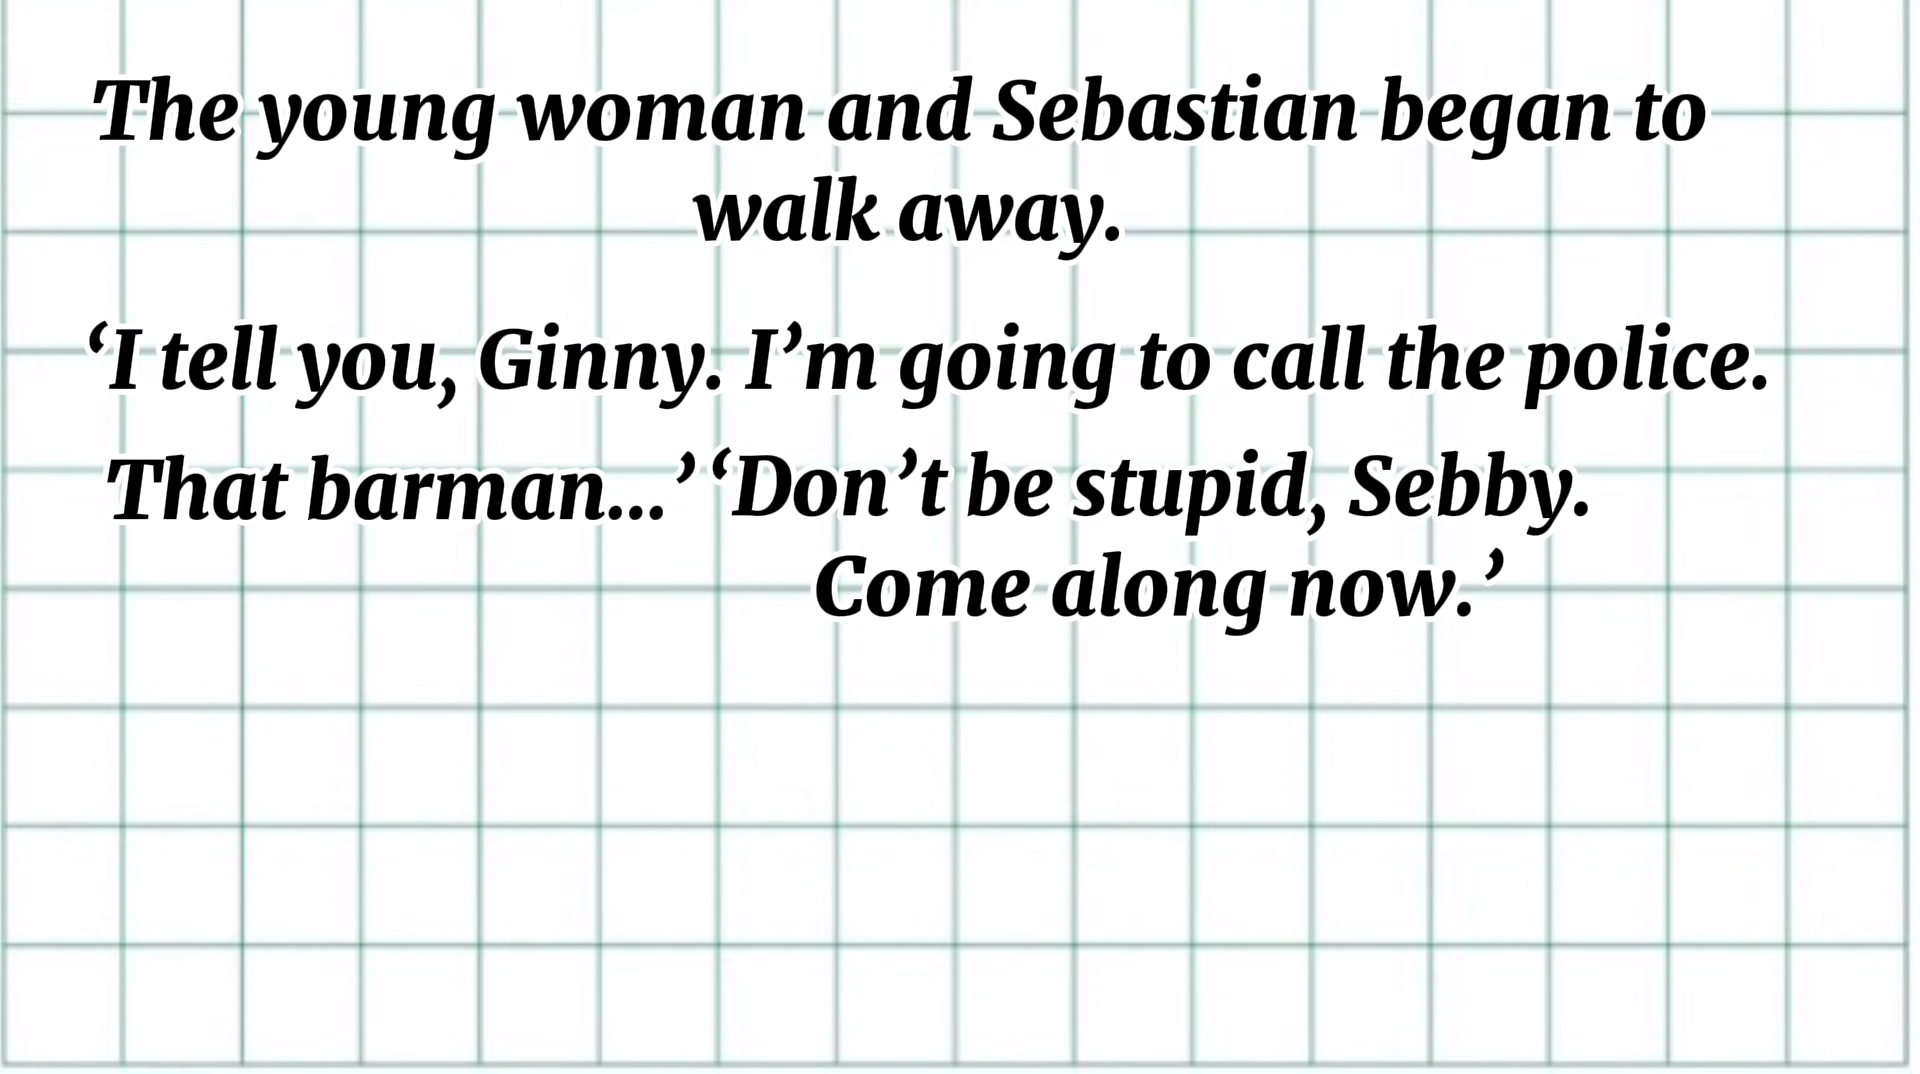 The young woman and Sebastian began to
walk away.
‘I tell you, Ginny. I’m going to call the police.
That barman...’ ‘Don’t be stupid, Sebby.
Come along now.’